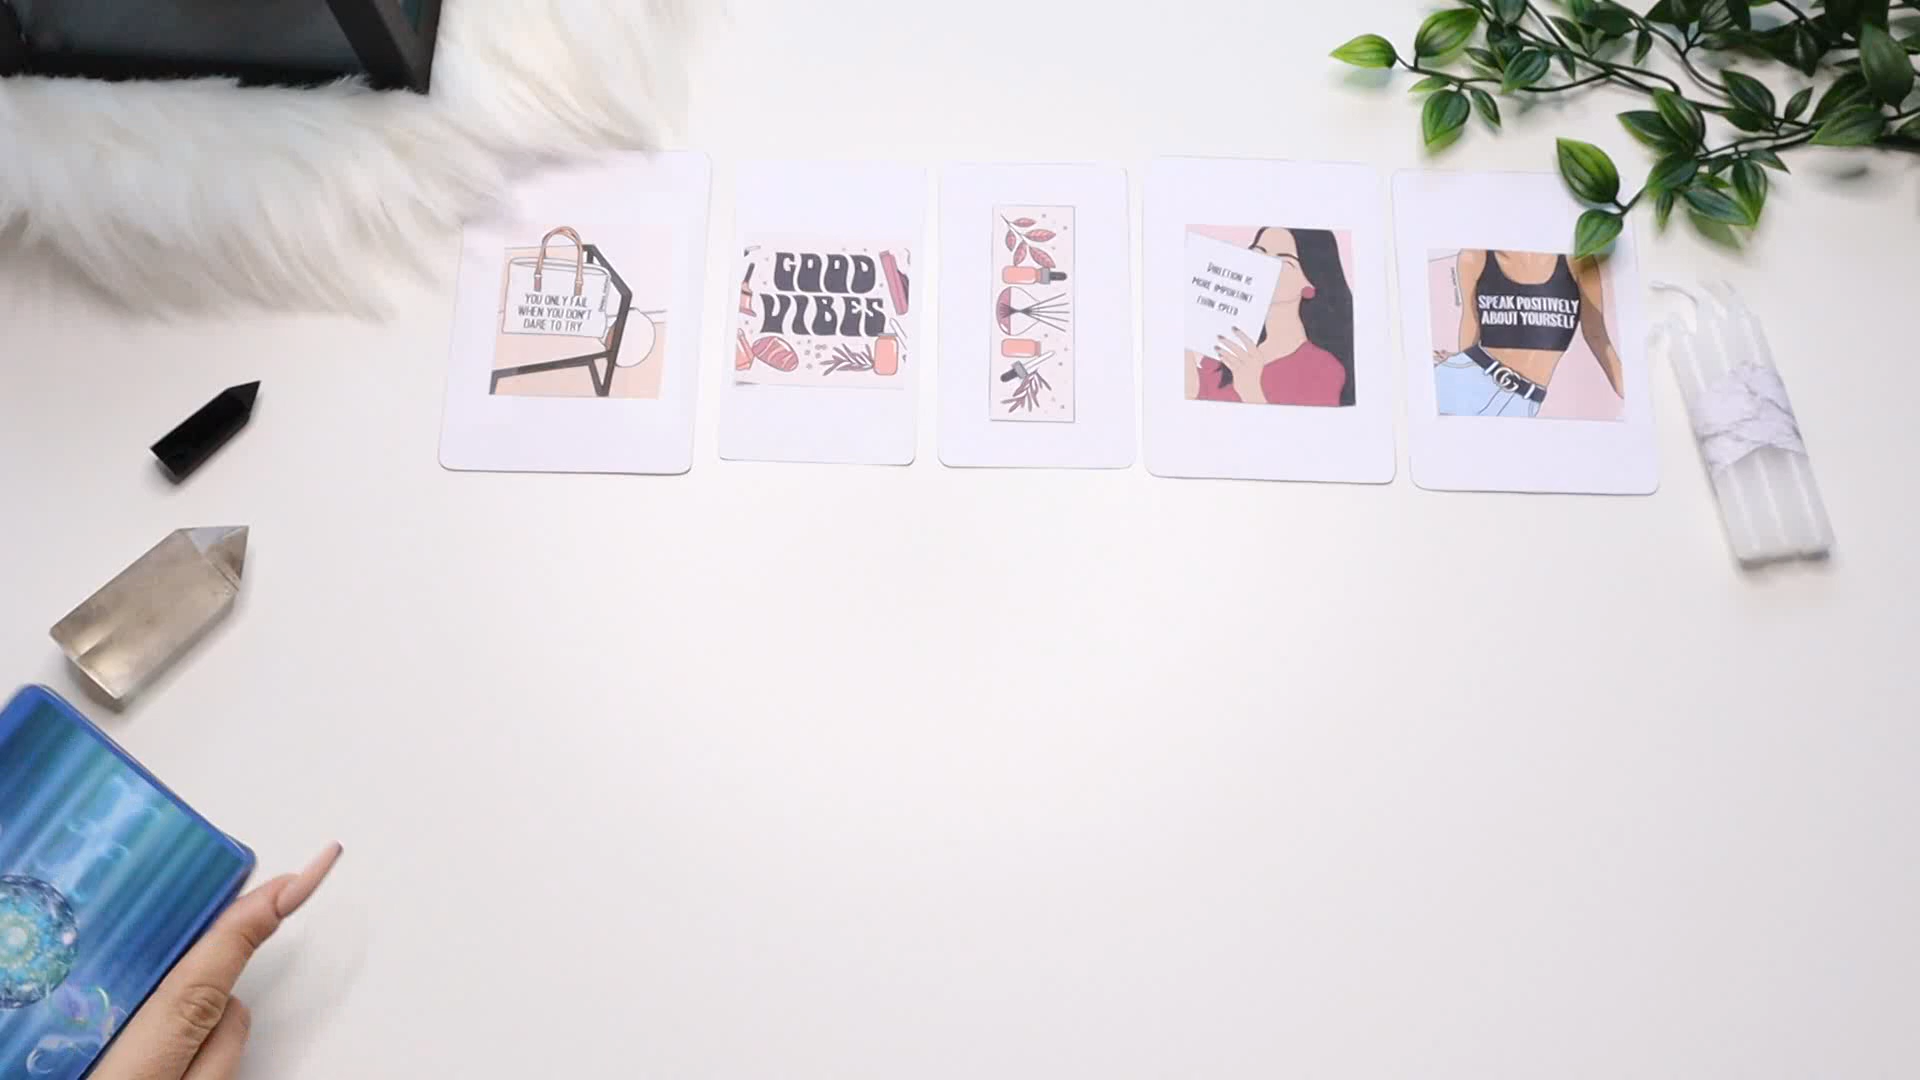 YOU ONLY FAIL
WHEN YOU DON'T
DARE TO TRY
GOOD
VIBES
DIRECTION IS
MORE IMPORTANT
THAN SPEED
SPEAK POSITIVELY
ABOUT YOURSELF